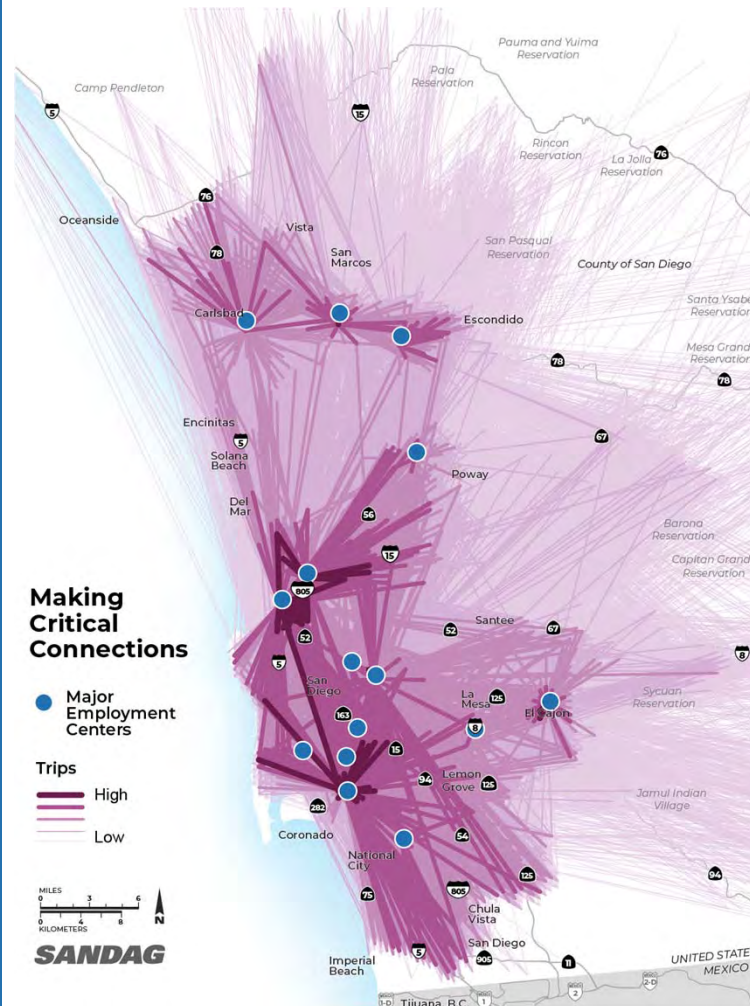 Pauma and Yuima
Reservation
Pala
Reservation
Camp Pendleton
5
15
Rincon
Reservation
76
La Jolla
Reservation
76
Oceanside
Vista
78
San
Marcos
San Pasqual
Reservation
County of San Diego
Santa Ysabe
Reservation
Carlsbad
Escondido
Mesa Grand
Reservation
78
78
Encinitas
5
67
Solana
Beach
Poway
Del
Mar
56
Barona
Reservation
15
Capitan Grand
Reservation
805
Making
Critical
Connections
52
Santee
52
67
5
8
San
Diego
Major
Employment
Centers
La
Mesa
125
Sycuan
Reservation
El Cajon
163
8
15
Trips
High
Low
94
Lemon
Grove
125
Jamul Indian
Village
282
Coronado
54
National
City
125
94
MILES
0 3 6
0 4 8
KILOMETERS
N
75
805
Chula
Vista
SANDAG
San Diego
5
905
11
Imperial
Beach
UNITED STATE
MEXICO
1-D
Tijuana, B.C.
1
2
2-D